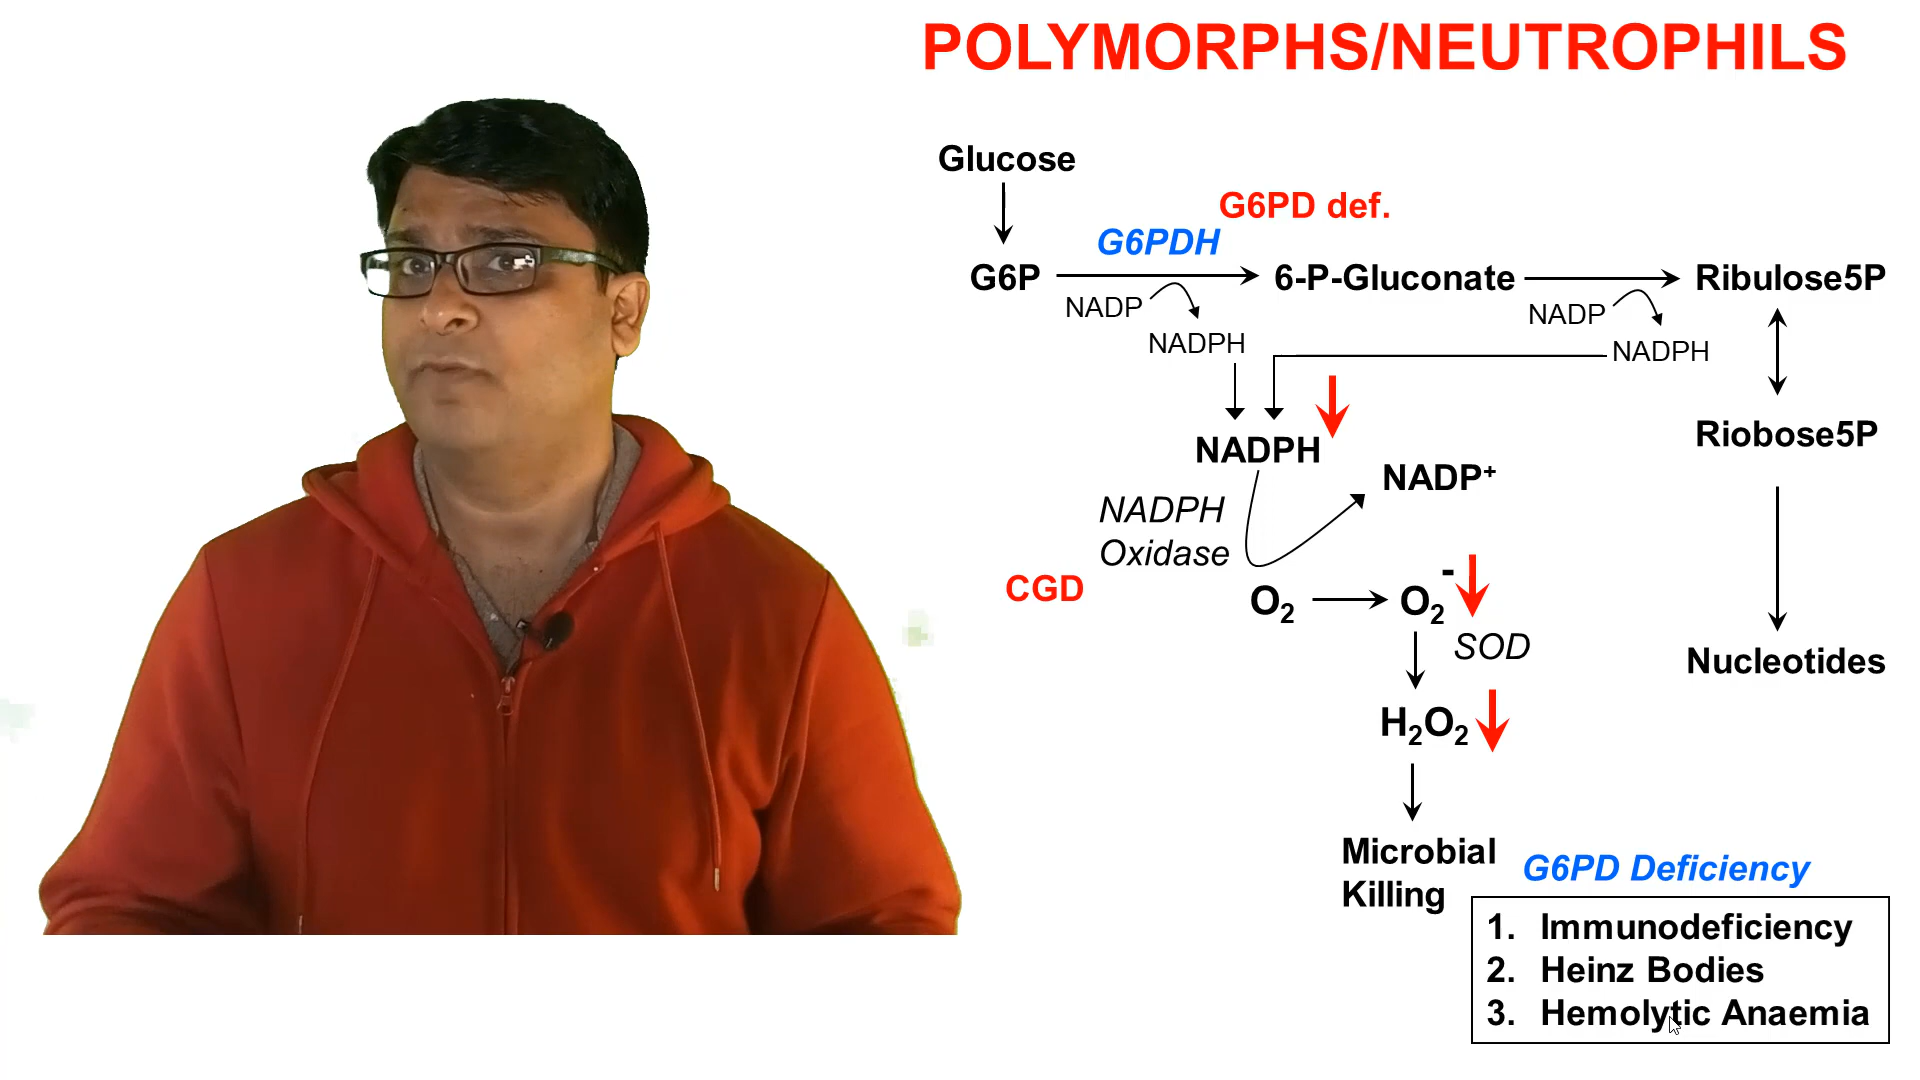 POLYMORPHS/NEUTROPHILS
Glucose
G6PD def.
G6PDH
G6P
6-P-Gluconate
Ribulose5P
NADP
NADPH
NADP
NADPH
NADPH
NADP⁺
Riobose5P
NADPH
Oxidase
CGD
O₂
O₂⁻
SOD
H₂O₂
Nucleotides
Microbial
Killing
G6PD Deficiency
1. Immunodeficiency
2. Heinz Bodies
3. Hemolytic Anaemia